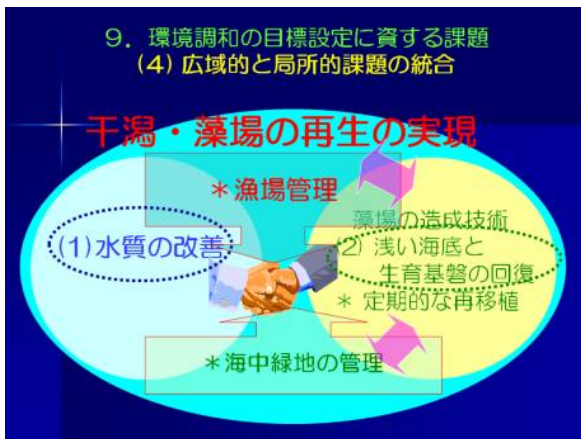 9．環境調和の目標設定に資する課題
(4) 広域的と局所的課題の統合
干潟・藻場の再生の実現
＊漁場管理
(1)水質の改善
藻場の造成技術
(2) 浅い海底と
生育基盤の回復
＊ 定期的な再移植
＊海中緑地の管理